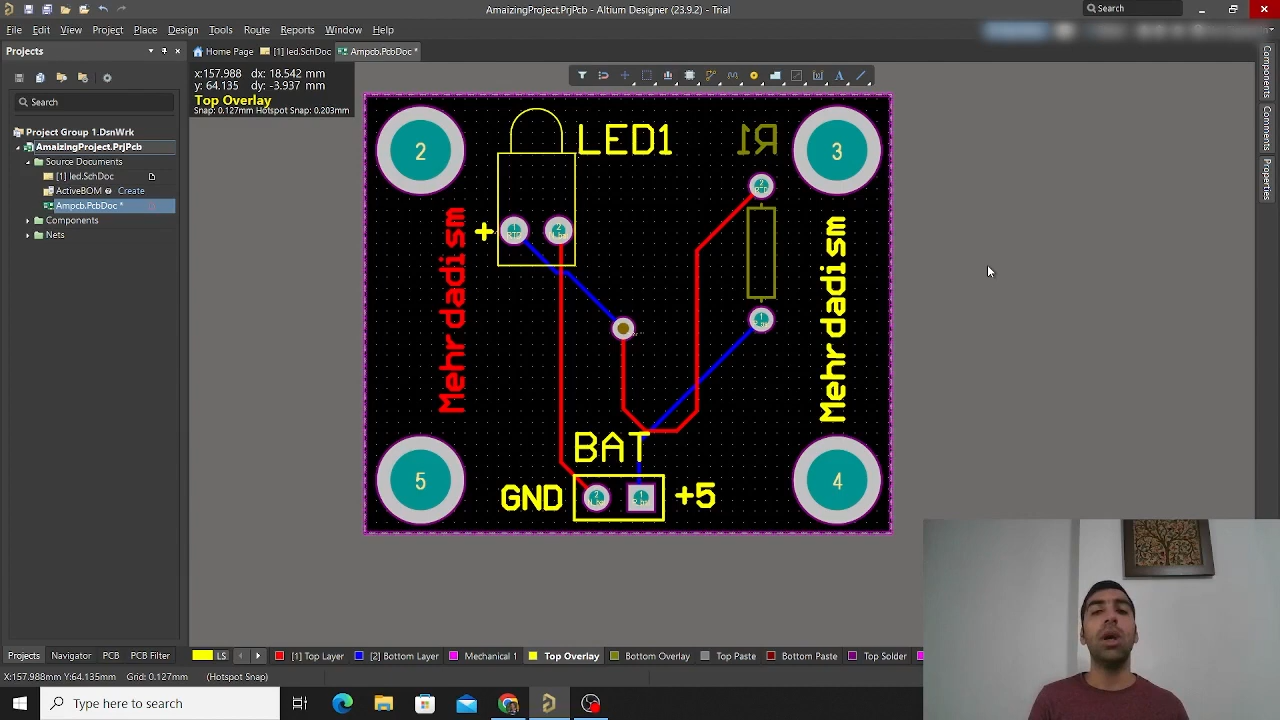 AmaizingProject.PrjPcb - Altium Designer (23.9.2) - Trial
Search
File Edit View Project Place Design Tools Route Reports Window Help
Projects
Home Page [1] led.SchDoc Ampcb.PcbDoc *
x:157.988 dx: 18.542 mm
y: 64.135 dy: -3.937 mm
Top Overlay
Snap: 0.127mm Hotspot Snap: 0.203mm
Search
Project Group 1.DsnWrk
AmaizingProject.PrjPcb
Source Documents
[1] led.SchDoc
ActiveBOM Create
Ampcb.PcbDoc *
Components
Nets
Components
Comments
Properties
2
LED1
R1
3
Mehrdadism
+
1
2
2
1
Mehrdadism
BAT
5
GND
2
1
+5
4
Projects Navigator PCB PCB Filter
LS [1] Top Layer [2] Bottom Layer Mechanical 1 Top Overlay Bottom Overlay Top Paste Bottom Paste Top Solder
X:157.988mm Y:64.135mm Grid: 0.127mm (Hotspot Snap)
Type here to search